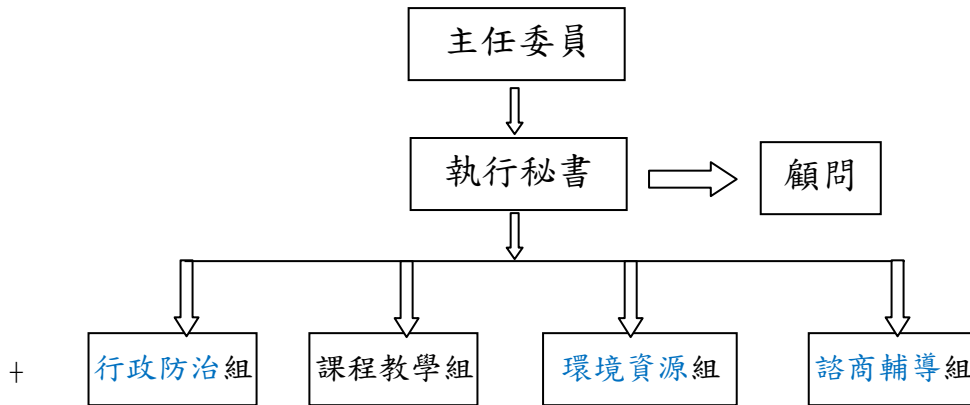 主任委員
執行秘書
顧問
+
行政防治組
課程教學組
環境資源組
諮商輔導組